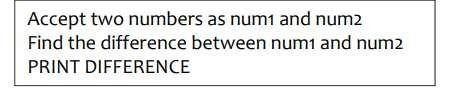 Accept two numbers as num1 and num2
Find the difference between num1 and num2
PRINT DIFFERENCE